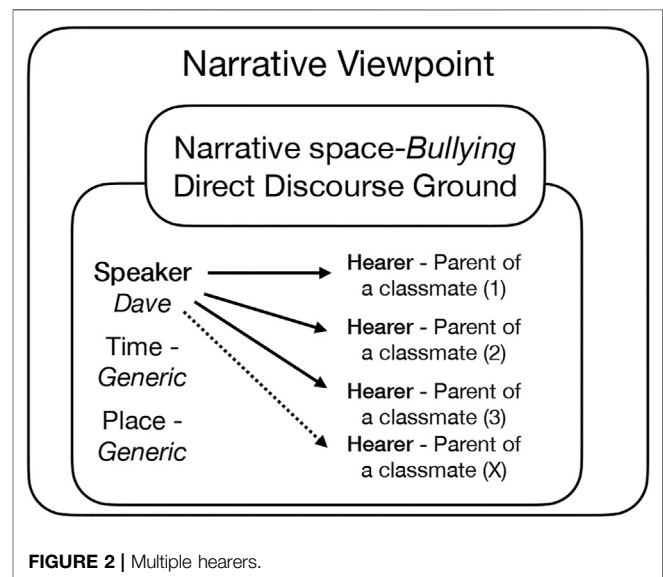 Narrative Viewpoint
Narrative space-Bullying
Direct Discourse Ground
Speaker
Dave
Time -
Generic
Place -
Generic
Hearer - Parent of
a classmate (1)
Hearer - Parent of
a classmate (2)
Hearer - Parent of
a classmate (3)
Hearer - Parent of
a classmate (X)
FIGURE 2 | Multiple hearers.